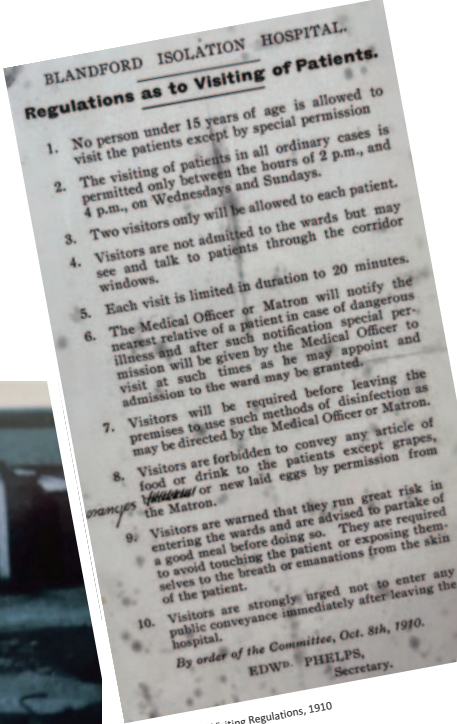 BLANDFORD ISOLATION HOSPITAL.
Regulations as to Visiting of Patients.
1. No person under 15 years of age is allowed to
visit the patients except by special permission
2. The visiting of patients in all ordinary cases is
permitted only between the hours of 2 p.m., and
4 p.m., on Wednesdays and Sundays.
3. Two visitors only will be allowed to each patient.
4. Visitors are not admitted to the wards but may
see and talk to patients through the corridor
windows.
5. Each visit is limited in duration to 20 minutes.
6. The Medical Officer or Matron will notify the
nearest relative of a patient in case of dangerous
illness and after such notification special per-
mission will be given by the Medical Officer to
visit at such times as he may appoint and
admission to the ward may be granted.
7. Visitors will be required before leaving the
premises to use such methods of disinfection as
may be directed by the Medical Officer or Matron.
8. Visitors are forbidden to convey any article of
food or drink to the patients except grapes,
oranges or new laid eggs by permission from
the Matron.
9. Visitors are warned that they run great risk in
entering the wards and are advised to partake of
a good meal before doing so. They are required
to avoid touching the patient or exposing them-
selves to the breath or emanations from the skin
of the patient.
10. Visitors are strongly urged not to enter any
public conveyance immediately after leaving the
hospital.
By order of the Committee, Oct. 8th, 1910.
EDWD. PHELPS,
Secretary.
Regulations, 1910